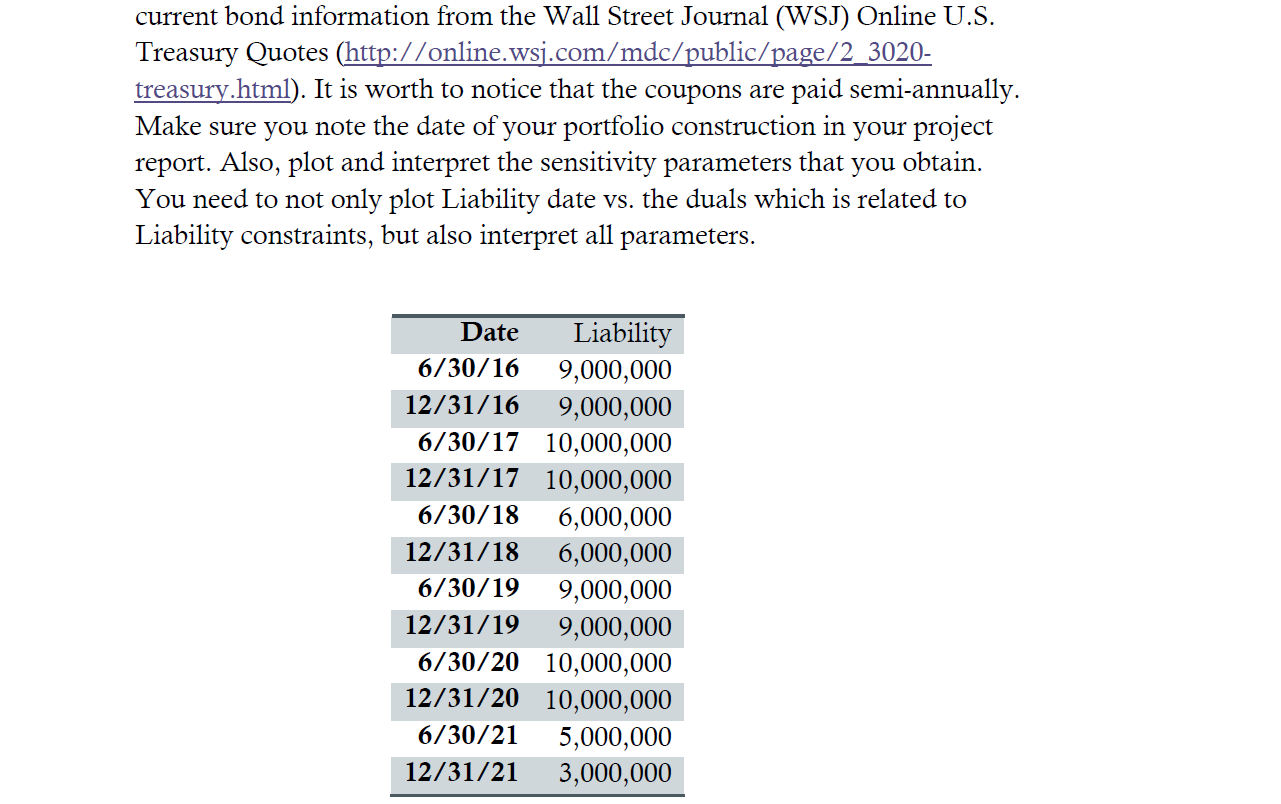 current bond information from the Wall Street Journal (WSJ) Online U.S.
Treasury Quotes (http://online.wsj.com/mdc/public/page/2_3020-
treasury.html). It is worth to notice that the coupons are paid semi-annually.
Make sure you note the date of your portfolio construction in your project
report. Also, plot and interpret the sensitivity parameters that you obtain.
You need to not only plot Liability date vs. the duals which is related to
Liability constraints, but also interpret all parameters.
Date Liability
6/30/16 9,000,000
12/31/16 9,000,000
6/30/17 10,000,000
12/31/17 10,000,000
6/30/18 6,000,000
12/31/18 6,000,000
6/30/19 9,000,000
12/31/19 9,000,000
6/30/20 10,000,000
12/31/20 10,000,000
6/30/21 5,000,000
12/31/21 3,000,000